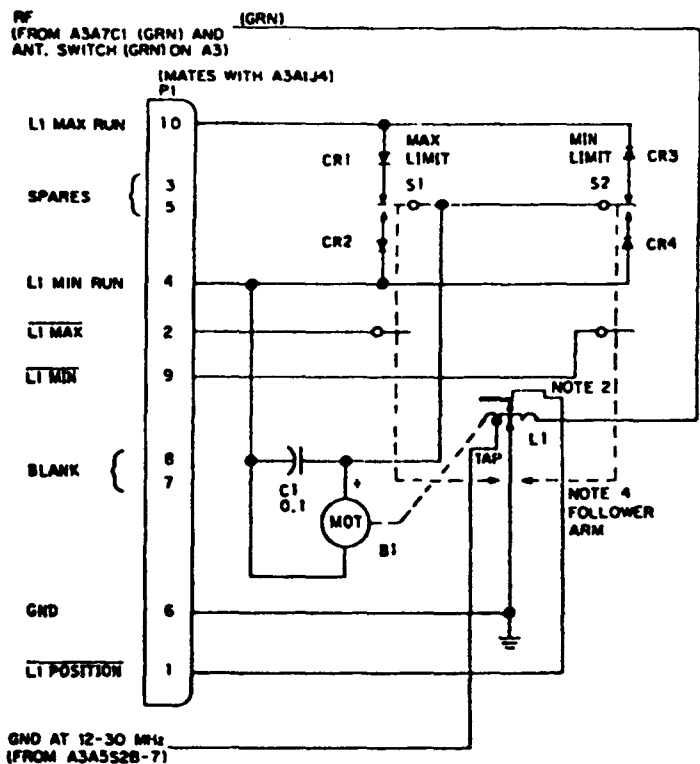 RF
(FROM A3A7C1 (GRN) AND
ANT. SWITCH (GRN) ON A3)
(GRN)
(MATES WITH A3A1J4)
P1
L1 MAX RUN 10
CR1
MAX
LIMIT
S1
MIN
LIMIT
S2
CR3
SPARES
3
5
CR2
CR4
L1 MIN RUN 4
L1 MAX 2
L1 MIN 9
NOTE 2
L1
TAP
BLANK
8
7
C1
0.1
+
MOT
B1
NOTE 4
FOLLOWER
ARM
GND 6
L1 POSITION 1
GND AT 12-30 MHz
(FROM A3A5S2B-7)